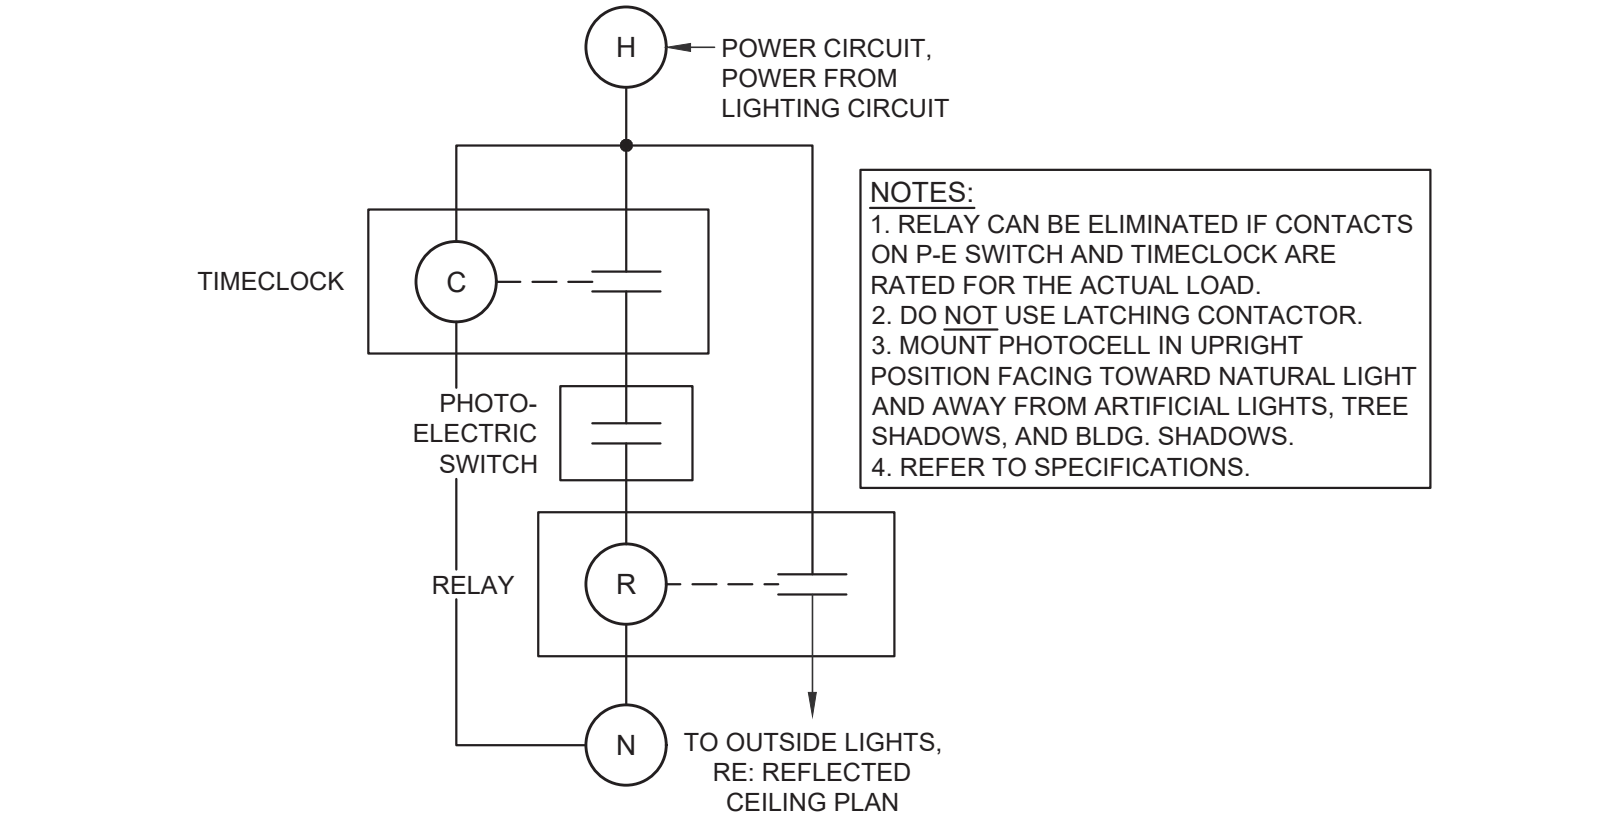 H
POWER CIRCUIT,
POWER FROM
LIGHTING CIRCUIT
NOTES:
1. RELAY CAN BE ELIMINATED IF CONTACTS
ON P-E SWITCH AND TIMECLOCK ARE
RATED FOR THE ACTUAL LOAD.
2. DO NOT USE LATCHING CONTACTOR.
3. MOUNT PHOTOCELL IN UPRIGHT
POSITION FACING TOWARD NATURAL LIGHT
AND AWAY FROM ARTIFICIAL LIGHTS, TREE
SHADOWS, AND BLDG. SHADOWS.
4. REFER TO SPECIFICATIONS.
TIMECLOCK
C
PHOTO-
ELECTRIC
SWITCH
RELAY
R
N
TO OUTSIDE LIGHTS,
RE: REFLECTED
CEILING PLAN